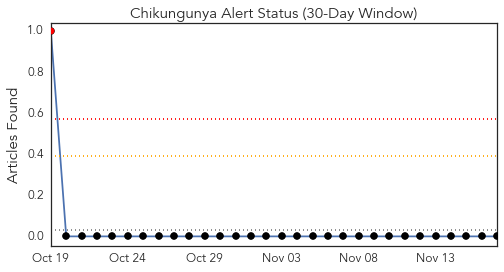 Chikungunya Alert Status (30-Day Window)
Articles Found
1.0
0.8
0.6
0.4
0.2
0.0
Oct 19 Oct 24 Oct 29 Nov 03 Nov 08 Nov 13